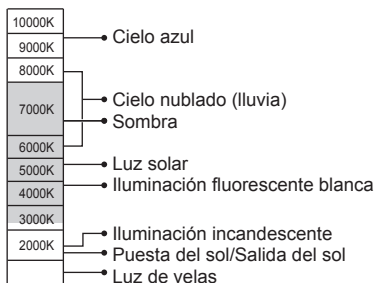 10000K
9000K
Cielo azul
8000K
Cielo nublado (lluvia)
7000K
Sombra
6000K
5000K
Luz solar
4000K
Iluminación fluorescente blanca
3000K
Iluminación incandescente
2000K
Puesta del sol/Salida del sol
Luz de velas